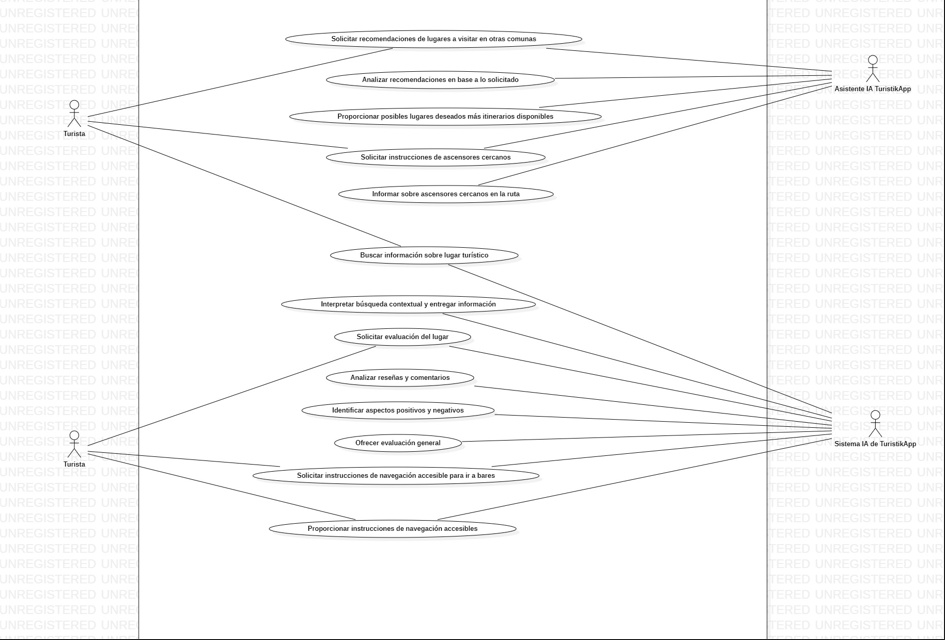 Solicitar recomendaciones de lugares a visitar en otras comunas
Analizar recomendaciones en base a lo solicitado
Asistente IA TuristikApp
Proporcionar posibles lugares deseados más itinerarios disponibles
Turista
Solicitar instrucciones de ascensores cercanos
Informar sobre ascensores cercanos en la ruta
Buscar información sobre lugar turístico
Interpretar búsqueda contextual y entregar información
Solicitar evaluación del lugar
Analizar reseñas y comentarios
Identificar aspectos positivos y negativos
Ofrecer evaluación general
Sistema IA de TuristikApp
Turista
Solicitar instrucciones de navegación accesible para ir a bares
Proporcionar instrucciones de navegación accesibles